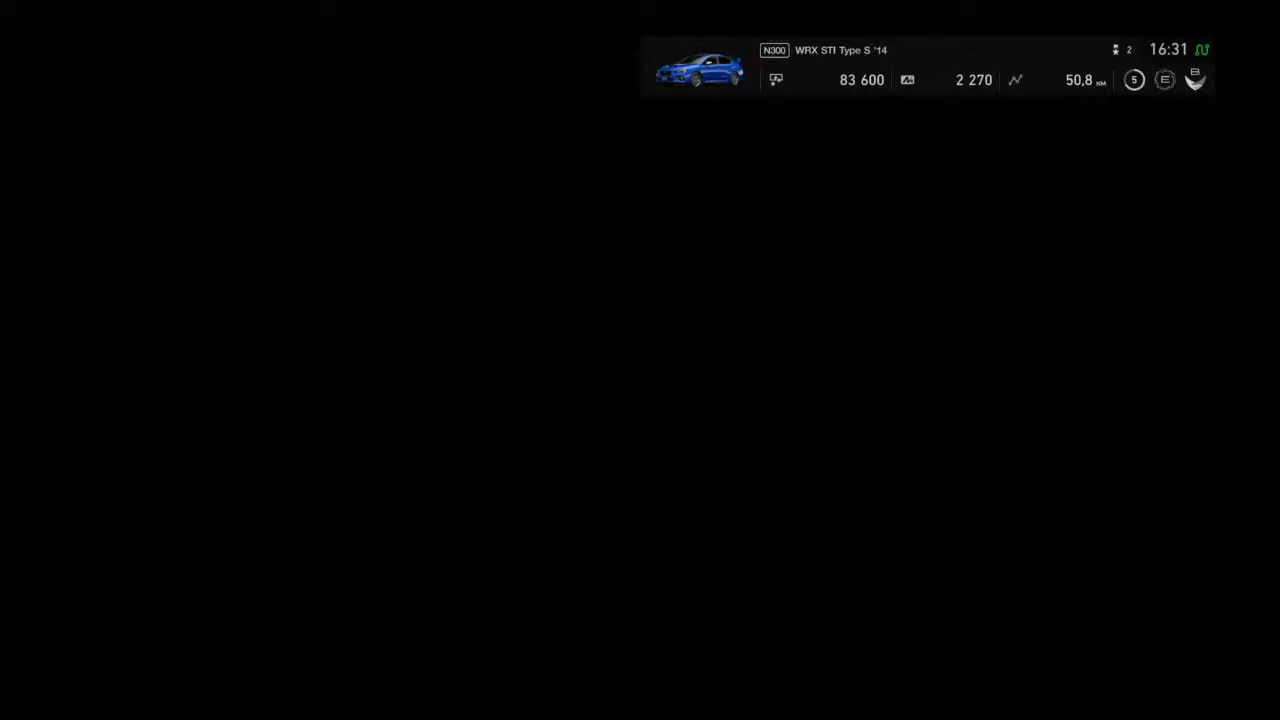 N300 WRX STI Type S '14 2 16:31
83 600 2 270 50,8 км 5 E B